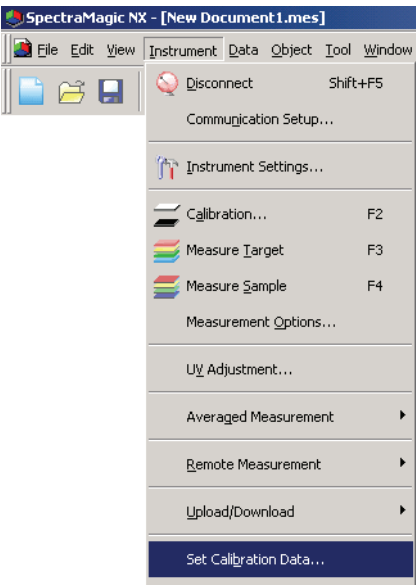 SpectraMagic NX - [New Document1.mes]
File Edit View Instrument Data Object Tool Window
Disconnect Shift+F5
Communication Setup...
Instrument Settings...
Calibration... F2
Measure Target F3
Measure Sample F4
Measurement Options...
UV Adjustment...
Averaged Measurement
Remote Measurement
Upload/Download
Set Calibration Data...